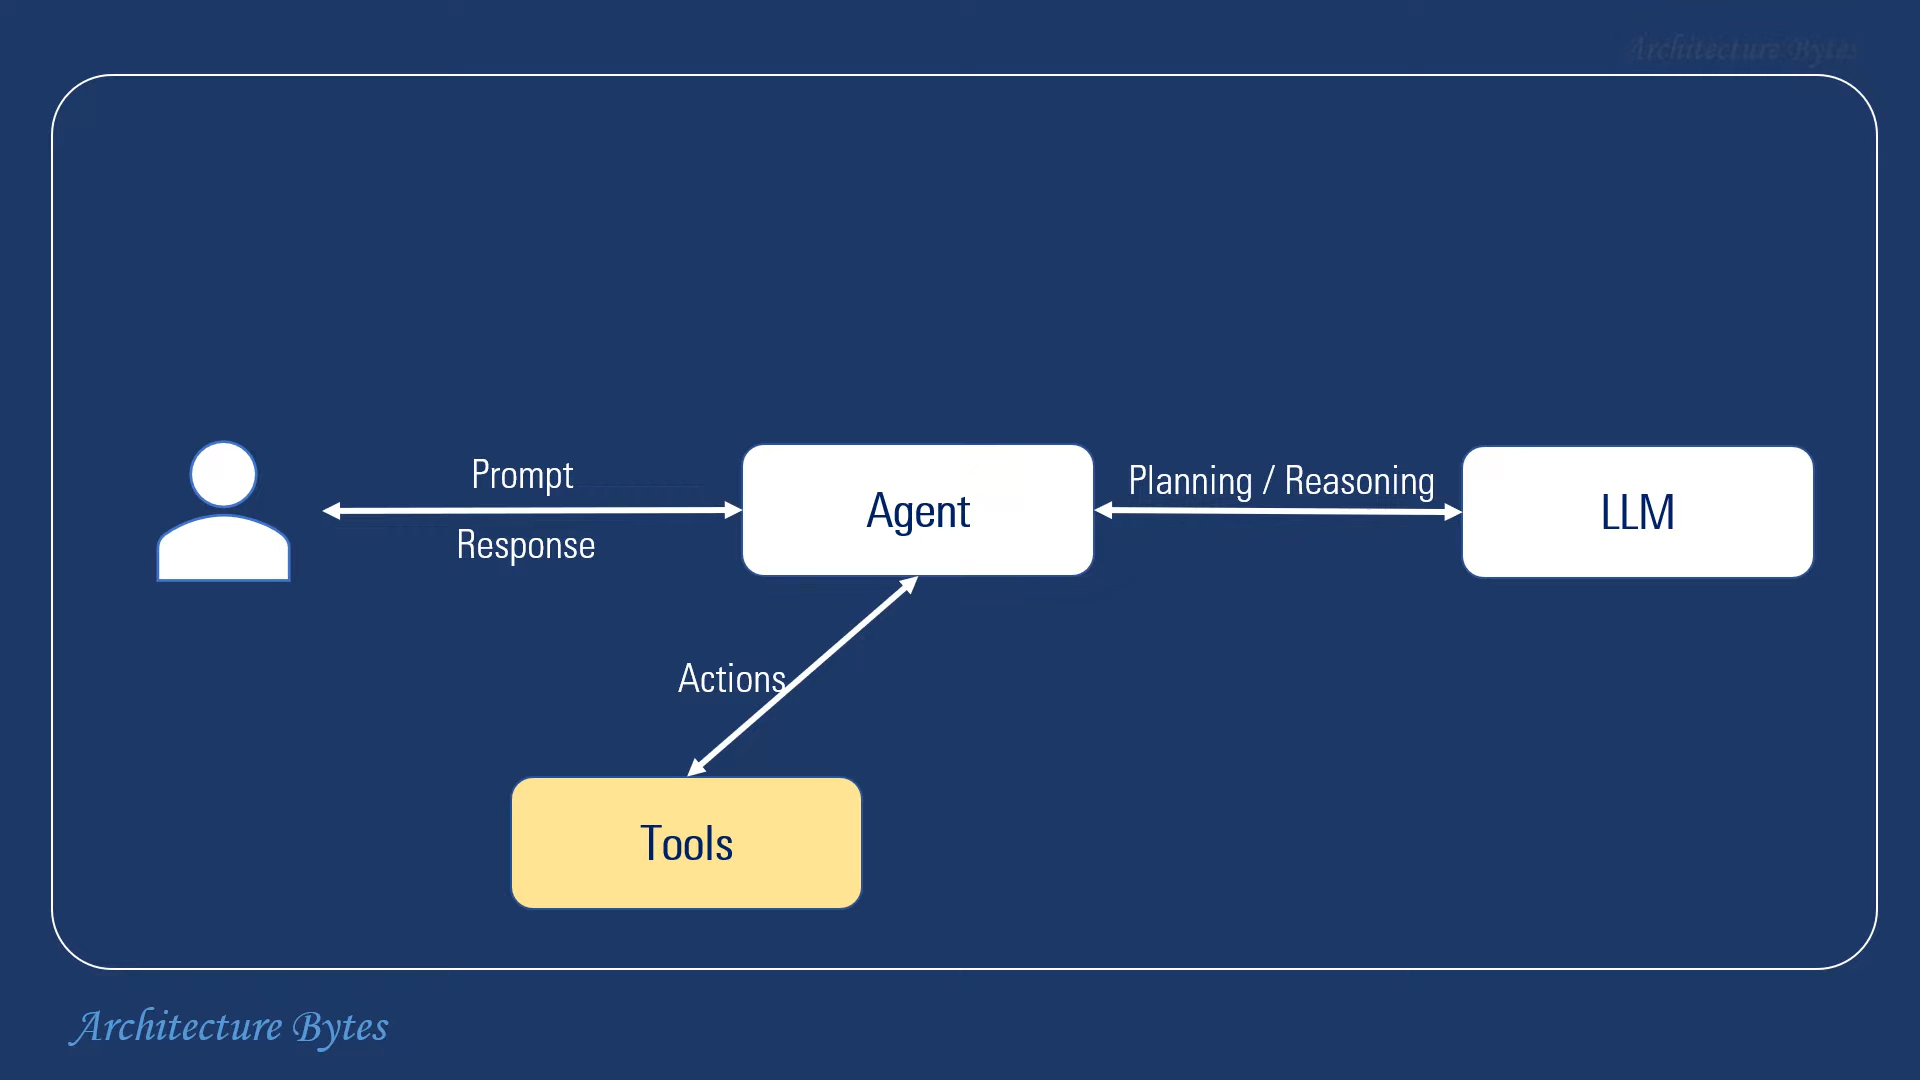 Architecture Bytes
Prompt
Response
Agent
Planning / Reasoning
LLM
Actions
Tools
Architecture Bytes